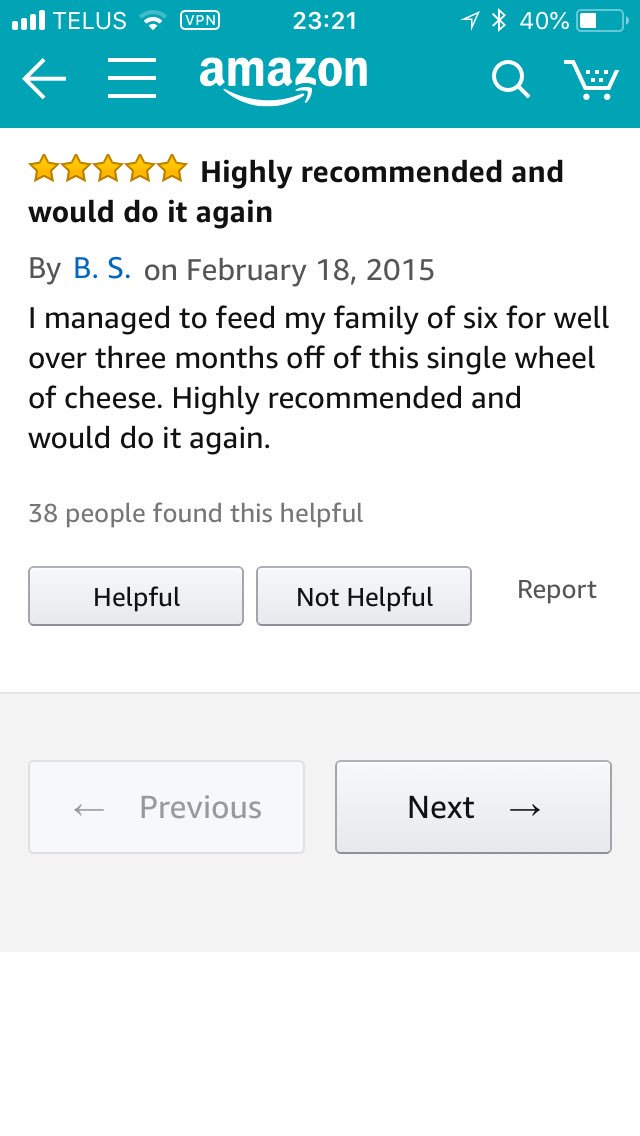 TELUS VPN 23:21 40%
amazon
Highly recommended and
would do it again
By B. S. on February 18, 2015
I managed to feed my family of six for well
over three months off of this single wheel
of cheese. Highly recommended and
would do it again.
38 people found this helpful
Helpful Not Helpful Report
← Previous Next →